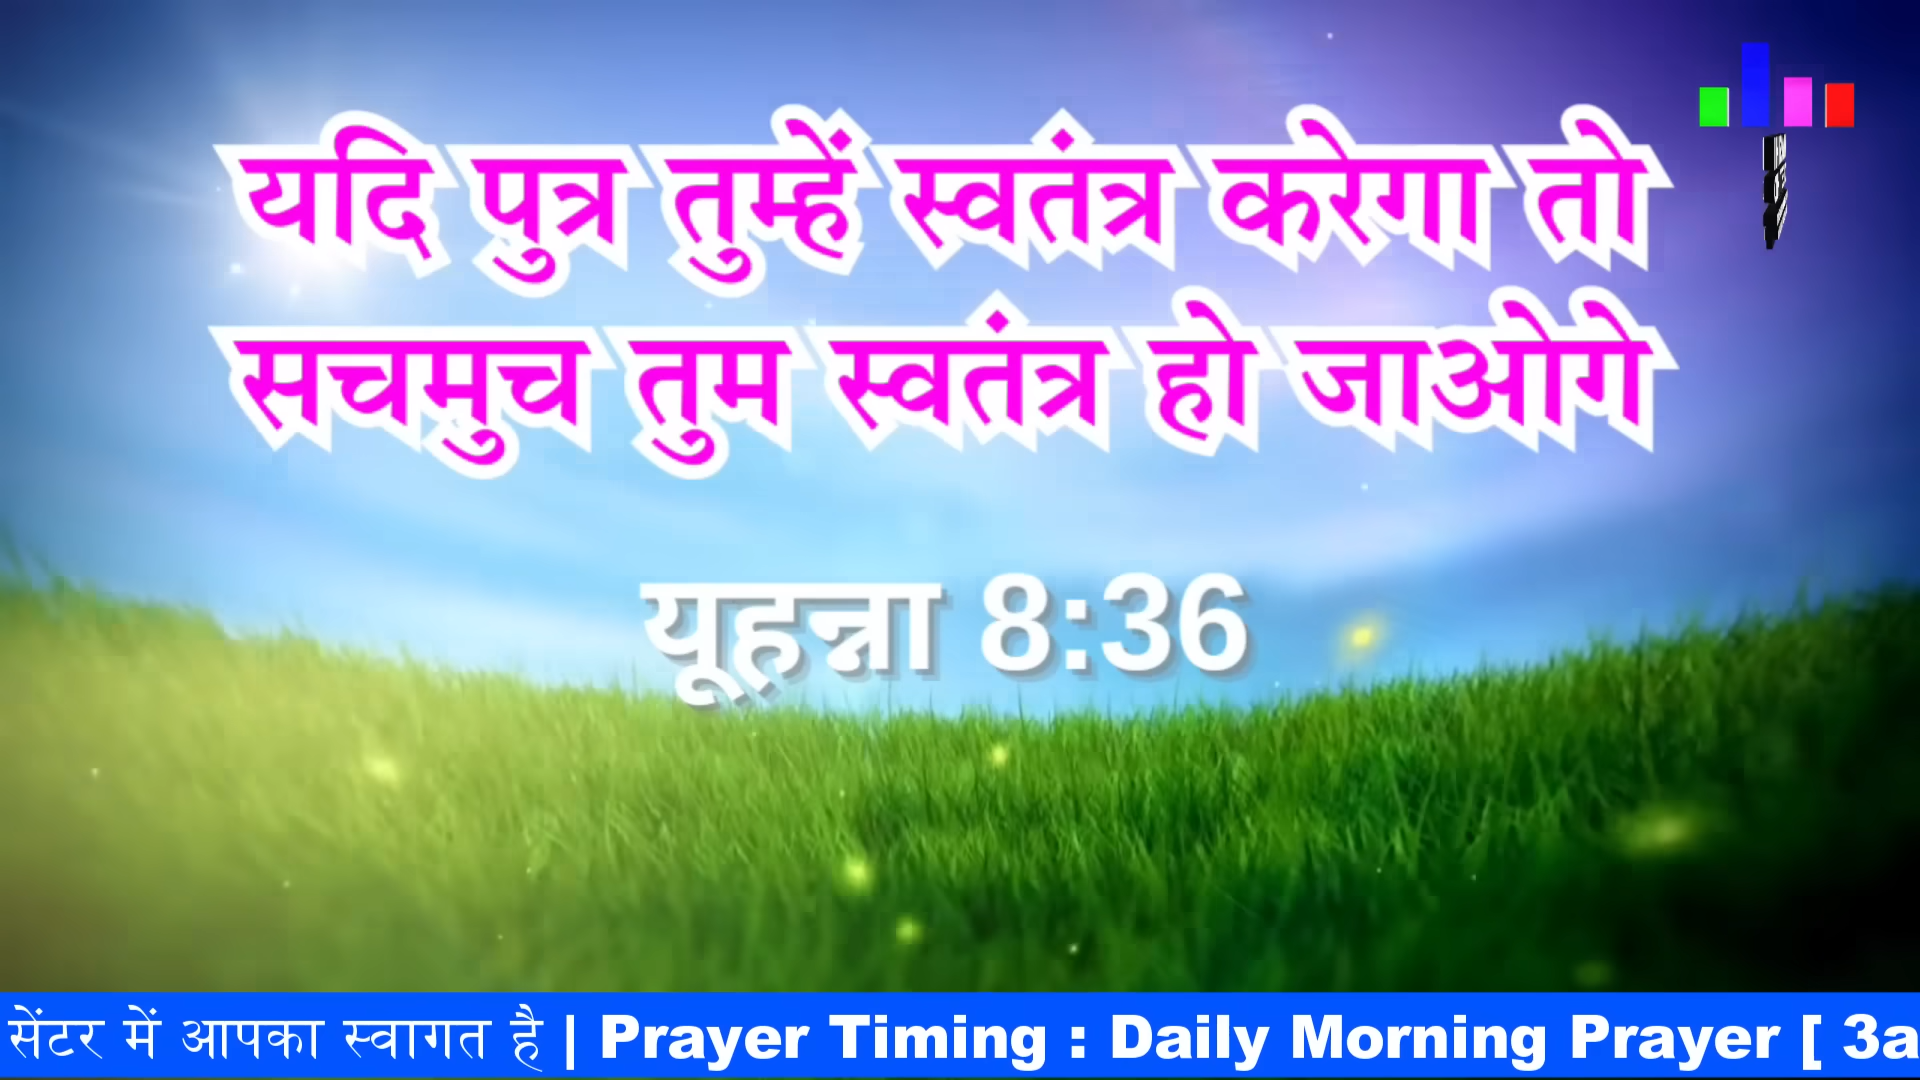 यदि पुत्र तुम्हें स्वतंत्र करेगा तो
सचमुच तुम स्वतंत्र हो जाओगे
यूहन्ना 8:36
सेंटर में आपका स्वागत है | Prayer Timing : Daily Morning Prayer [ 3a